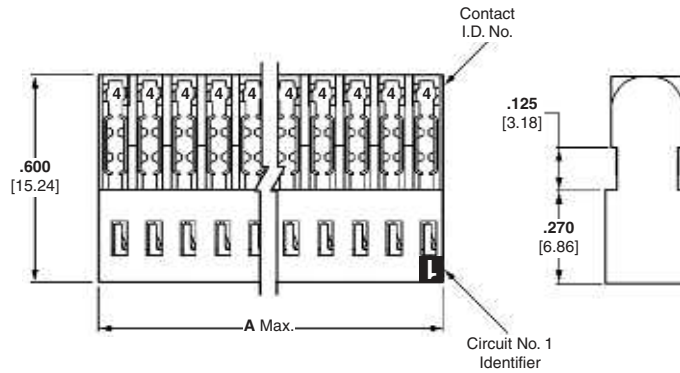 Contact
I.D. No.
4 4 4 4 4 4 4 4 4 4
.125
[3.18]
.600
[15.24]
.270
[6.86]
1
A Max.
Circuit No. 1
Identifier